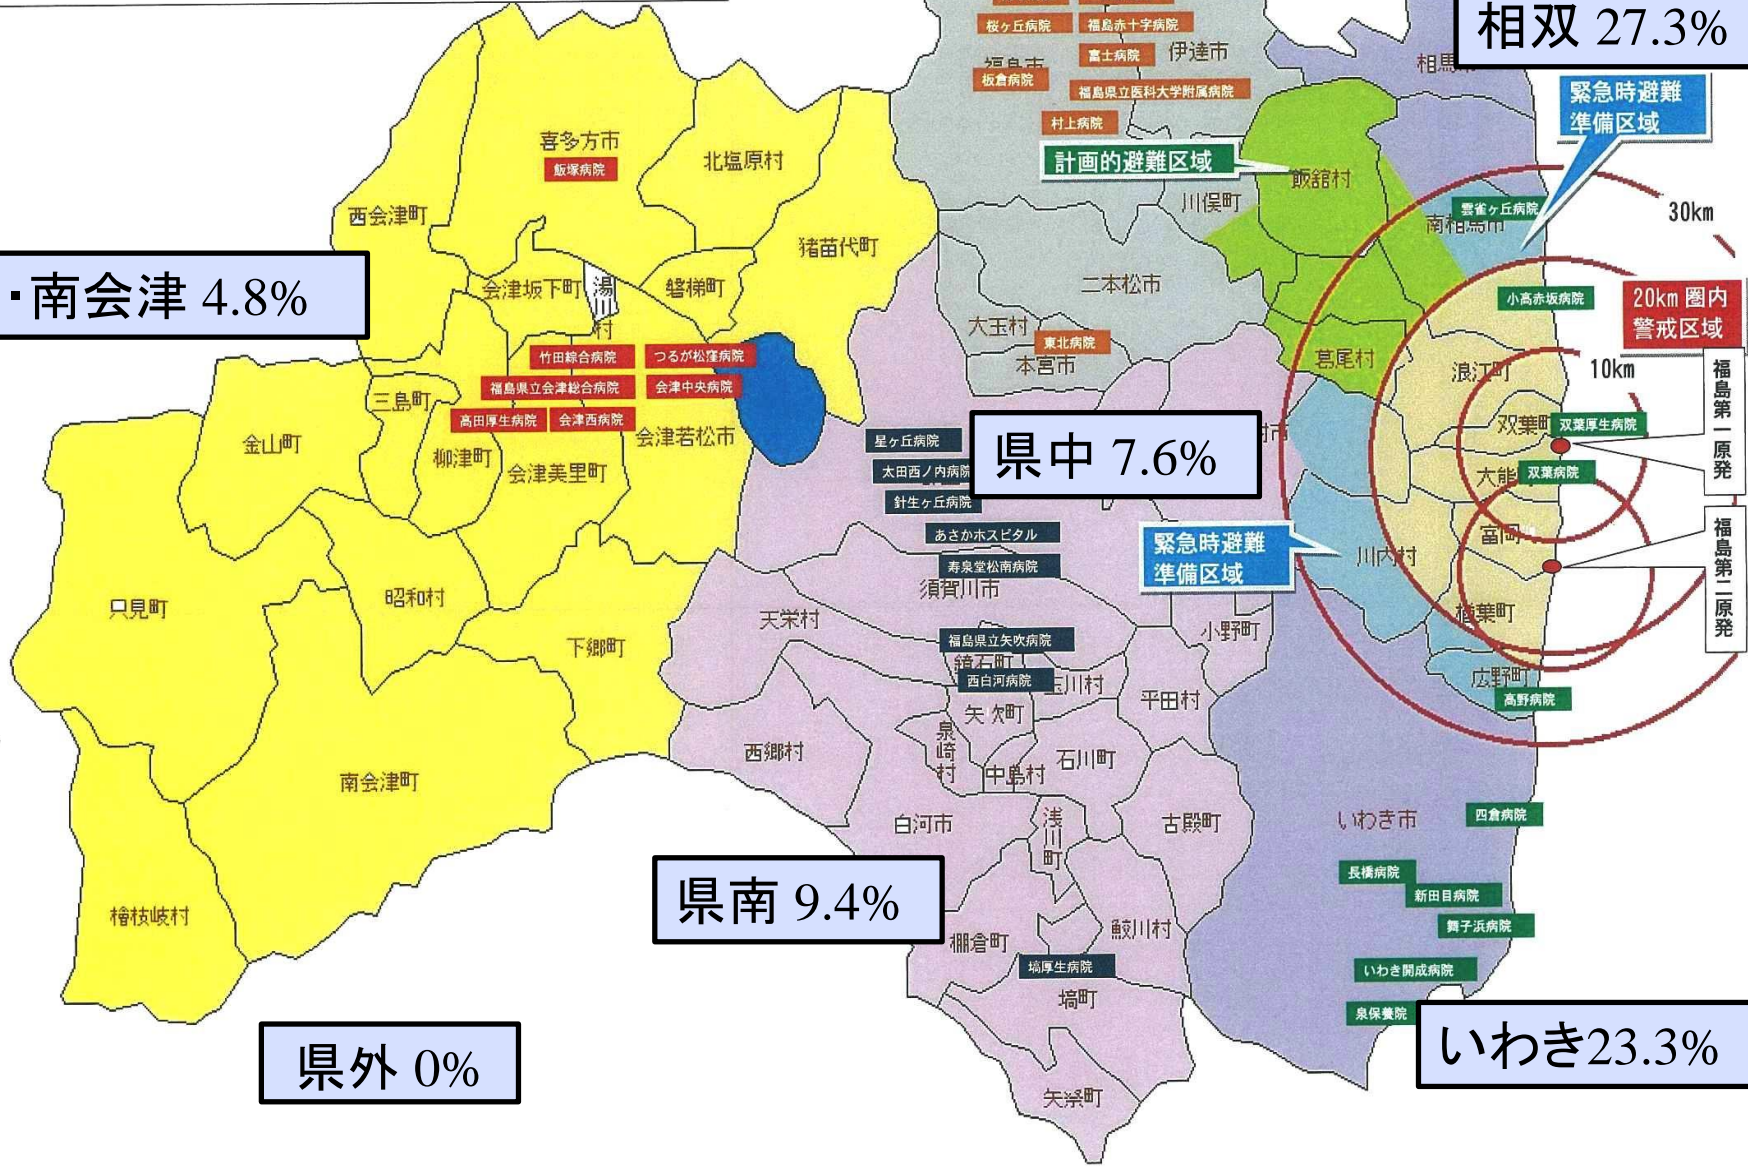 相双 27.3%
桜ヶ丘病院
福島赤十字病院
富士病院
伊達市
福島市
板倉病院
福島県立医科大学附属病院
村上病院
相馬市
緊急時避難
準備区域
計画的避難区域
喜多方市
飯塚病院
北塩原村
西会津町
猪苗代町
川俣町
飯舘村
雲雀ヶ丘病院
南相馬市
30km
・南会津 4.8%
会津坂下町
湯川村
磐梯町
二本松市
小高赤坂病院
20km 圏内
警戒区域
大玉村
東北病院
本宮市
葛尾村
浪江町
10km
竹田綜合病院
つるが松窪病院
福島県立会津総合病院
会津中央病院
高田厚生病院
会津西病院
三島町
金山町
柳津町
会津美里町
会津若松市
星ヶ丘病院
太田西ノ内病院
針生ヶ丘病院
県中 7.6%
村市
双葉町
双葉厚生病院
福島第一原発
大熊
双葉病院
あさかホスピタル
寿泉堂松南病院
須賀川市
緊急時避難
準備区域
川内村
富岡
福島第二原発
只見町
昭和村
下郷町
天栄村
福島県立矢吹病院
鏡石町
西白河病院
玉川村
小野町
楢葉町
広野町
高野病院
平田村
矢吹町
泉崎村
西郷村
中島村
石川町
南会津町
白河市
浅川町
古殿町
いわき市
四倉病院
長橋病院
新田目病院
舞子浜病院
いわき開成病院
泉保養院
県南 9.4%
檜枝岐村
棚倉町
鮫川村
塙厚生病院
塙町
矢祭町
県外 0%
いわき23.3%